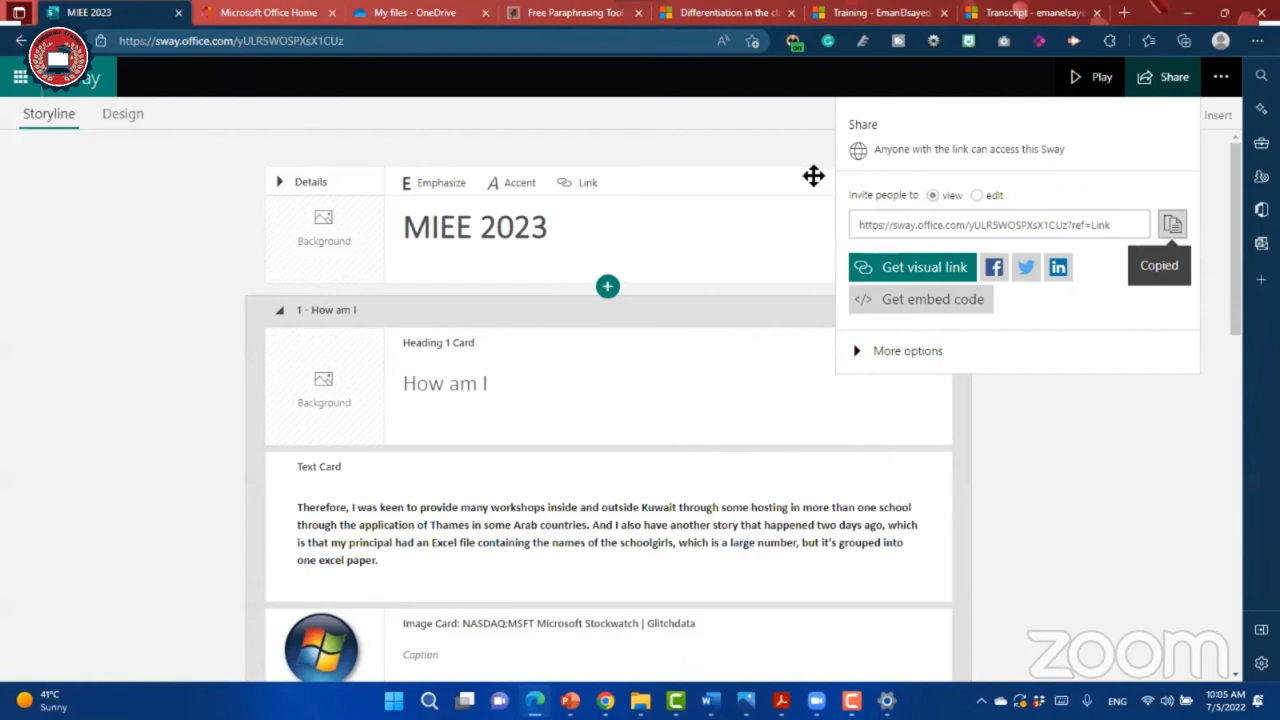 MIEE 2023
Microsoft Office Home
My files - OneDrive
Free Paraphrasing Tool
Differentiation in the c
Training - EmanElsayed
Transcript - emanelsaye
https://sway.office.com/yULR5WOSPXsX1CUz
ay
Play
Share
Storyline
Design
Insert
Share
Anyone with the link can access this Sway
Details
Emphasize
Accent
Link
Invite people to
view
edit
Background
MIEE 2023
https://sway.office.com/yULR5WOSPXsX1CUz?ref=Link
Copied
Get visual link
Get embed code
1 - How am I
Heading 1 Card
More options
How am I
Background
Text Card
Therefore, I was keen to provide many workshops inside and outside Kuwait through some hosting in more than one school
through the application of Thames in some Arab countries. And I also have another story that happened two days ago, which
is that my principal had an Excel file containing the names of the schoolgirls, which is a large number, but it's grouped into
one excel paper.
Image Card: NASDAQ:MSFT Microsoft Stockwatch | Glitchdata
Caption
zoom
41°C
Sunny
ENG
10:05 AM
7/5/2022